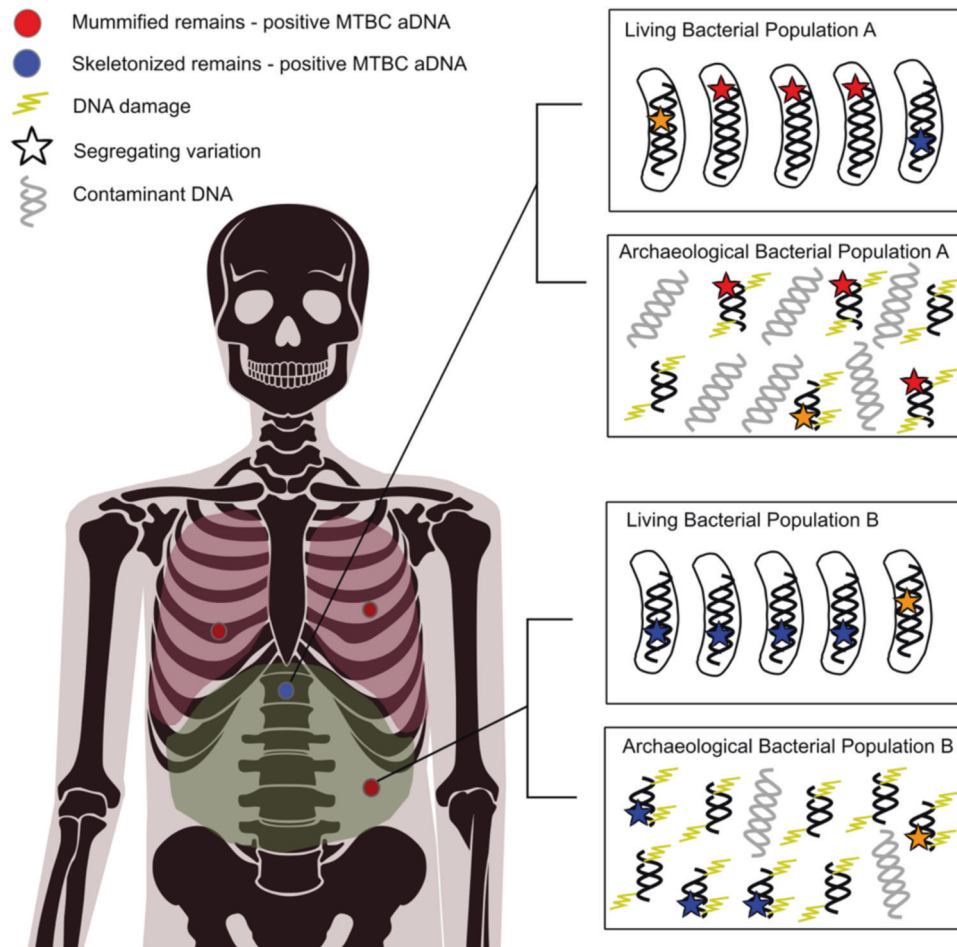 Mummified remains - positive MTBC aDNA
Skeletonized remains - positive MTBC aDNA
DNA damage
Segregating variation
Contaminant DNA
Living Bacterial Population A
Archaeological Bacterial Population A
Living Bacterial Population B
Archaeological Bacterial Population B